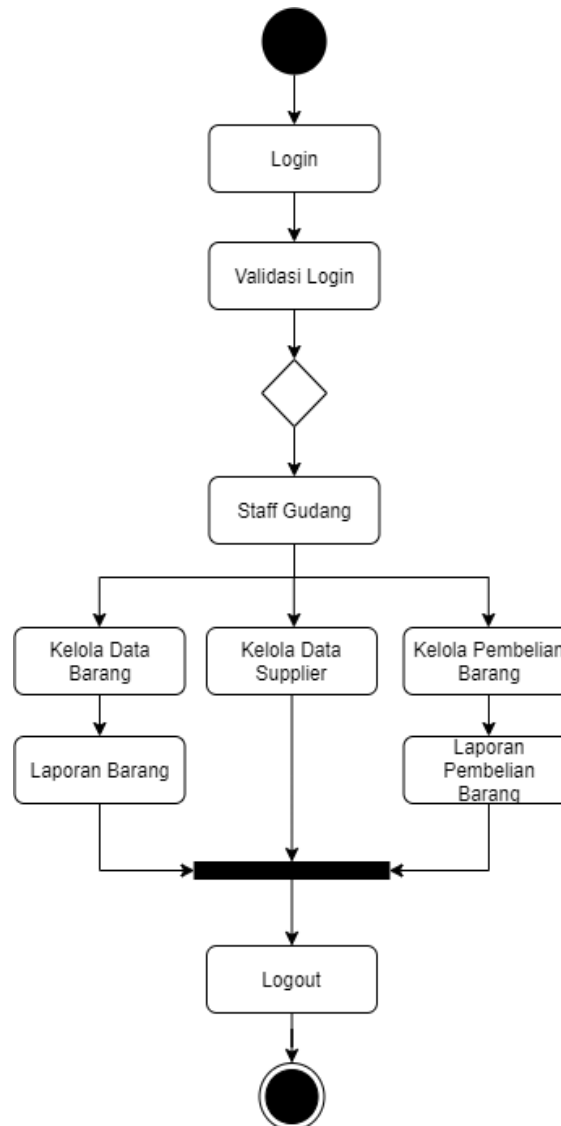 Login
Validasi Login
Staff Gudang
Kelola Data
Barang
Kelola Data
Supplier
Kelola Pembelian
Barang
Laporan Barang
Laporan
Pembelian
Barang
Logout